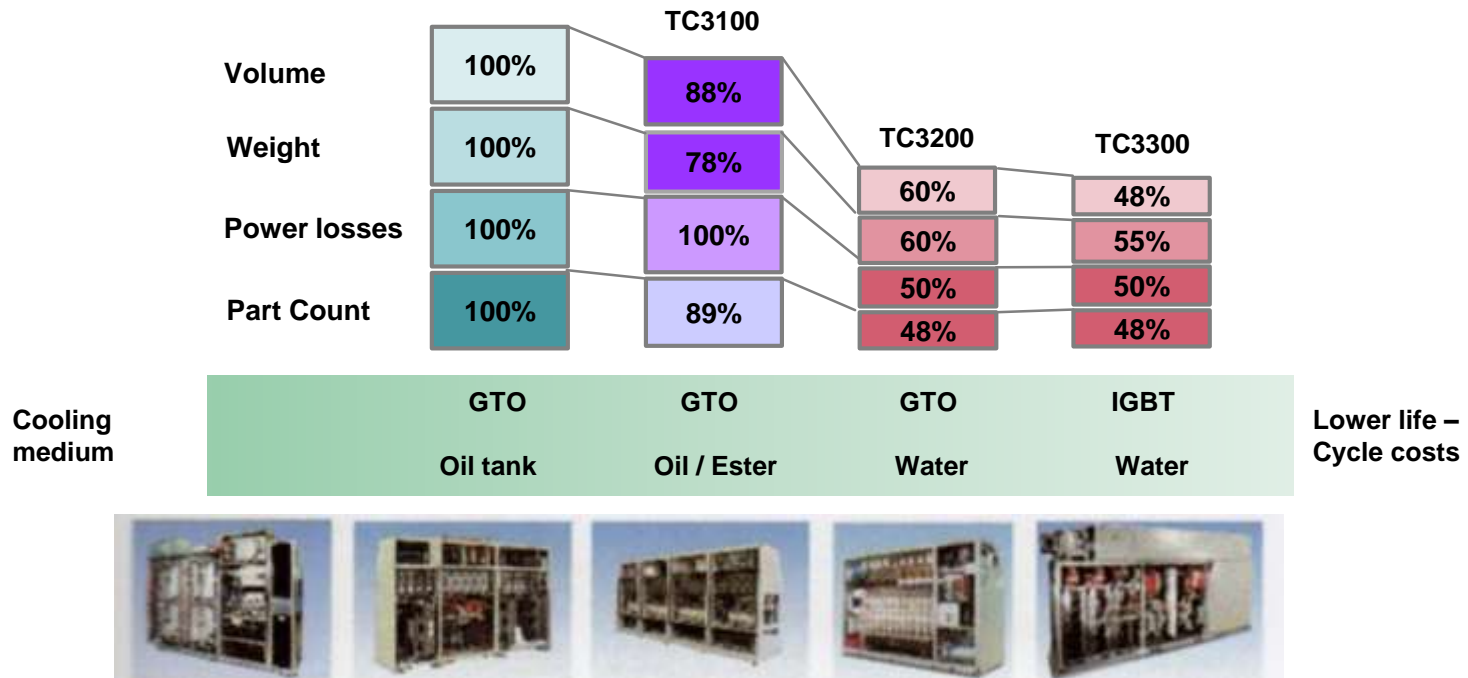 TC3100
Volume 100% 88%
TC3200 TC3300
Weight 100% 78% 60% 48%
Power losses 100% 100% 60% 55%
50% 50%
Part Count 100% 89% 48% 48%
GTO GTO GTO IGBT
Cooling
medium
Oil tank Oil / Ester Water Water
Lower life –
Cycle costs